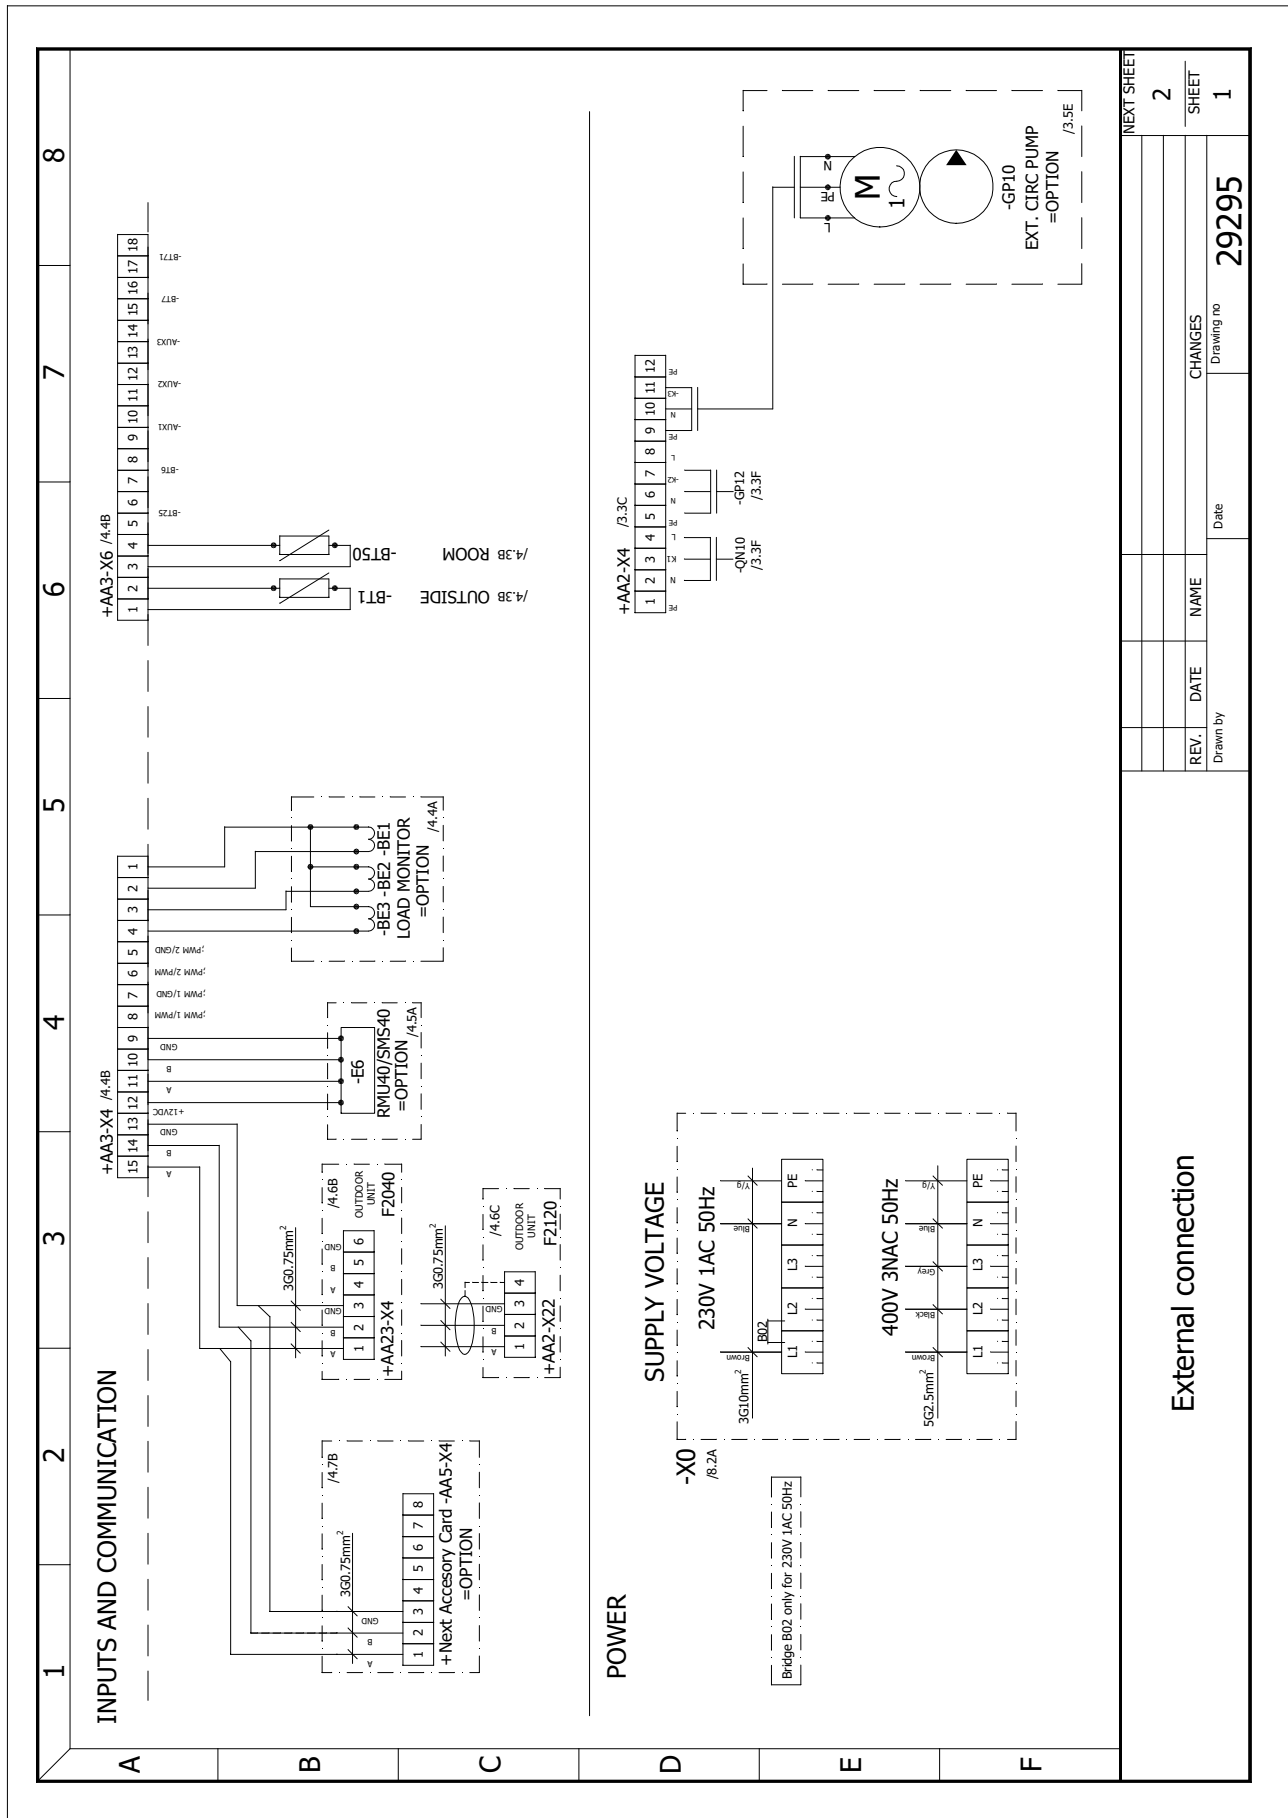 1 2 3 4 5 6 7 8
A
B
C
D
E
F
INPUTS AND COMMUNICATION
+AA3-X4 /4.4B
15 14 13 12 11 10 9 8 7 6 5 4 3 2 1
A
B
GND
+12VDC
A
B
GND
;PWM 1/PWM
;PWM 1/GND
;PWM 2/PWM
;PWM 2/GND
+AA3-X6 /4.4B
1 2 3 4 5 6 7 8 9 10 11 12 13 14 15 16 17 18
-BT25
-BT6
-AUX1
-AUX2
-AUX3
-BT7
-BT71
-BT1
/4.3B OUTSIDE
-BT50
/4.3B ROOM
/4.7B
3G0.75mm²
A
B
GND
1 2 3 4 5 6 7 8
+Next Accesory Card -AA5-X4
=OPTION
3G0.75mm²
/4.6B
OUTDOOR
UNIT
F2040
A
B
GND
A
B
GND
1 2 3 4 5 6
+AA23-X4
3G0.75mm²
/4.6C
OUTDOOR
UNIT
F2120
A
B
GND
1 2 3 4
+AA2-X22
-E6
RMU40/SMS40
=OPTION
/4.5A
-BE3 -BE2 -BE1
LOAD MONITOR
=OPTION
/4.4A
POWER
Bridge B02 only for 230V 1AC 50Hz
-X0
/8.2A
SUPPLY VOLTAGE
230V 1AC 50Hz
3G10mm²
Brown
Blue
Y/g
B02
L1 L2 L3 N PE
400V 3NAC 50Hz
5G2.5mm²
Brown
Black
Grey
Blue
Y/g
L1 L2 L3 N PE
+AA2-X4
/3.3C
1 2 3 4 5 6 7 8 9 10 11 12
PE
N
K1
L
PE
N
-K2
L
PE
N
-K3
PE
-QN10
/3.3F
-GP12
/3.3F
L
PE
N
M
1
-GP10
EXT. CIRC PUMP
=OPTION
/3.5E
External connection
REV.
DATE
NAME
CHANGES
Drawn by
Date
Drawing no
29295
NEXT SHEET
2
SHEET
1